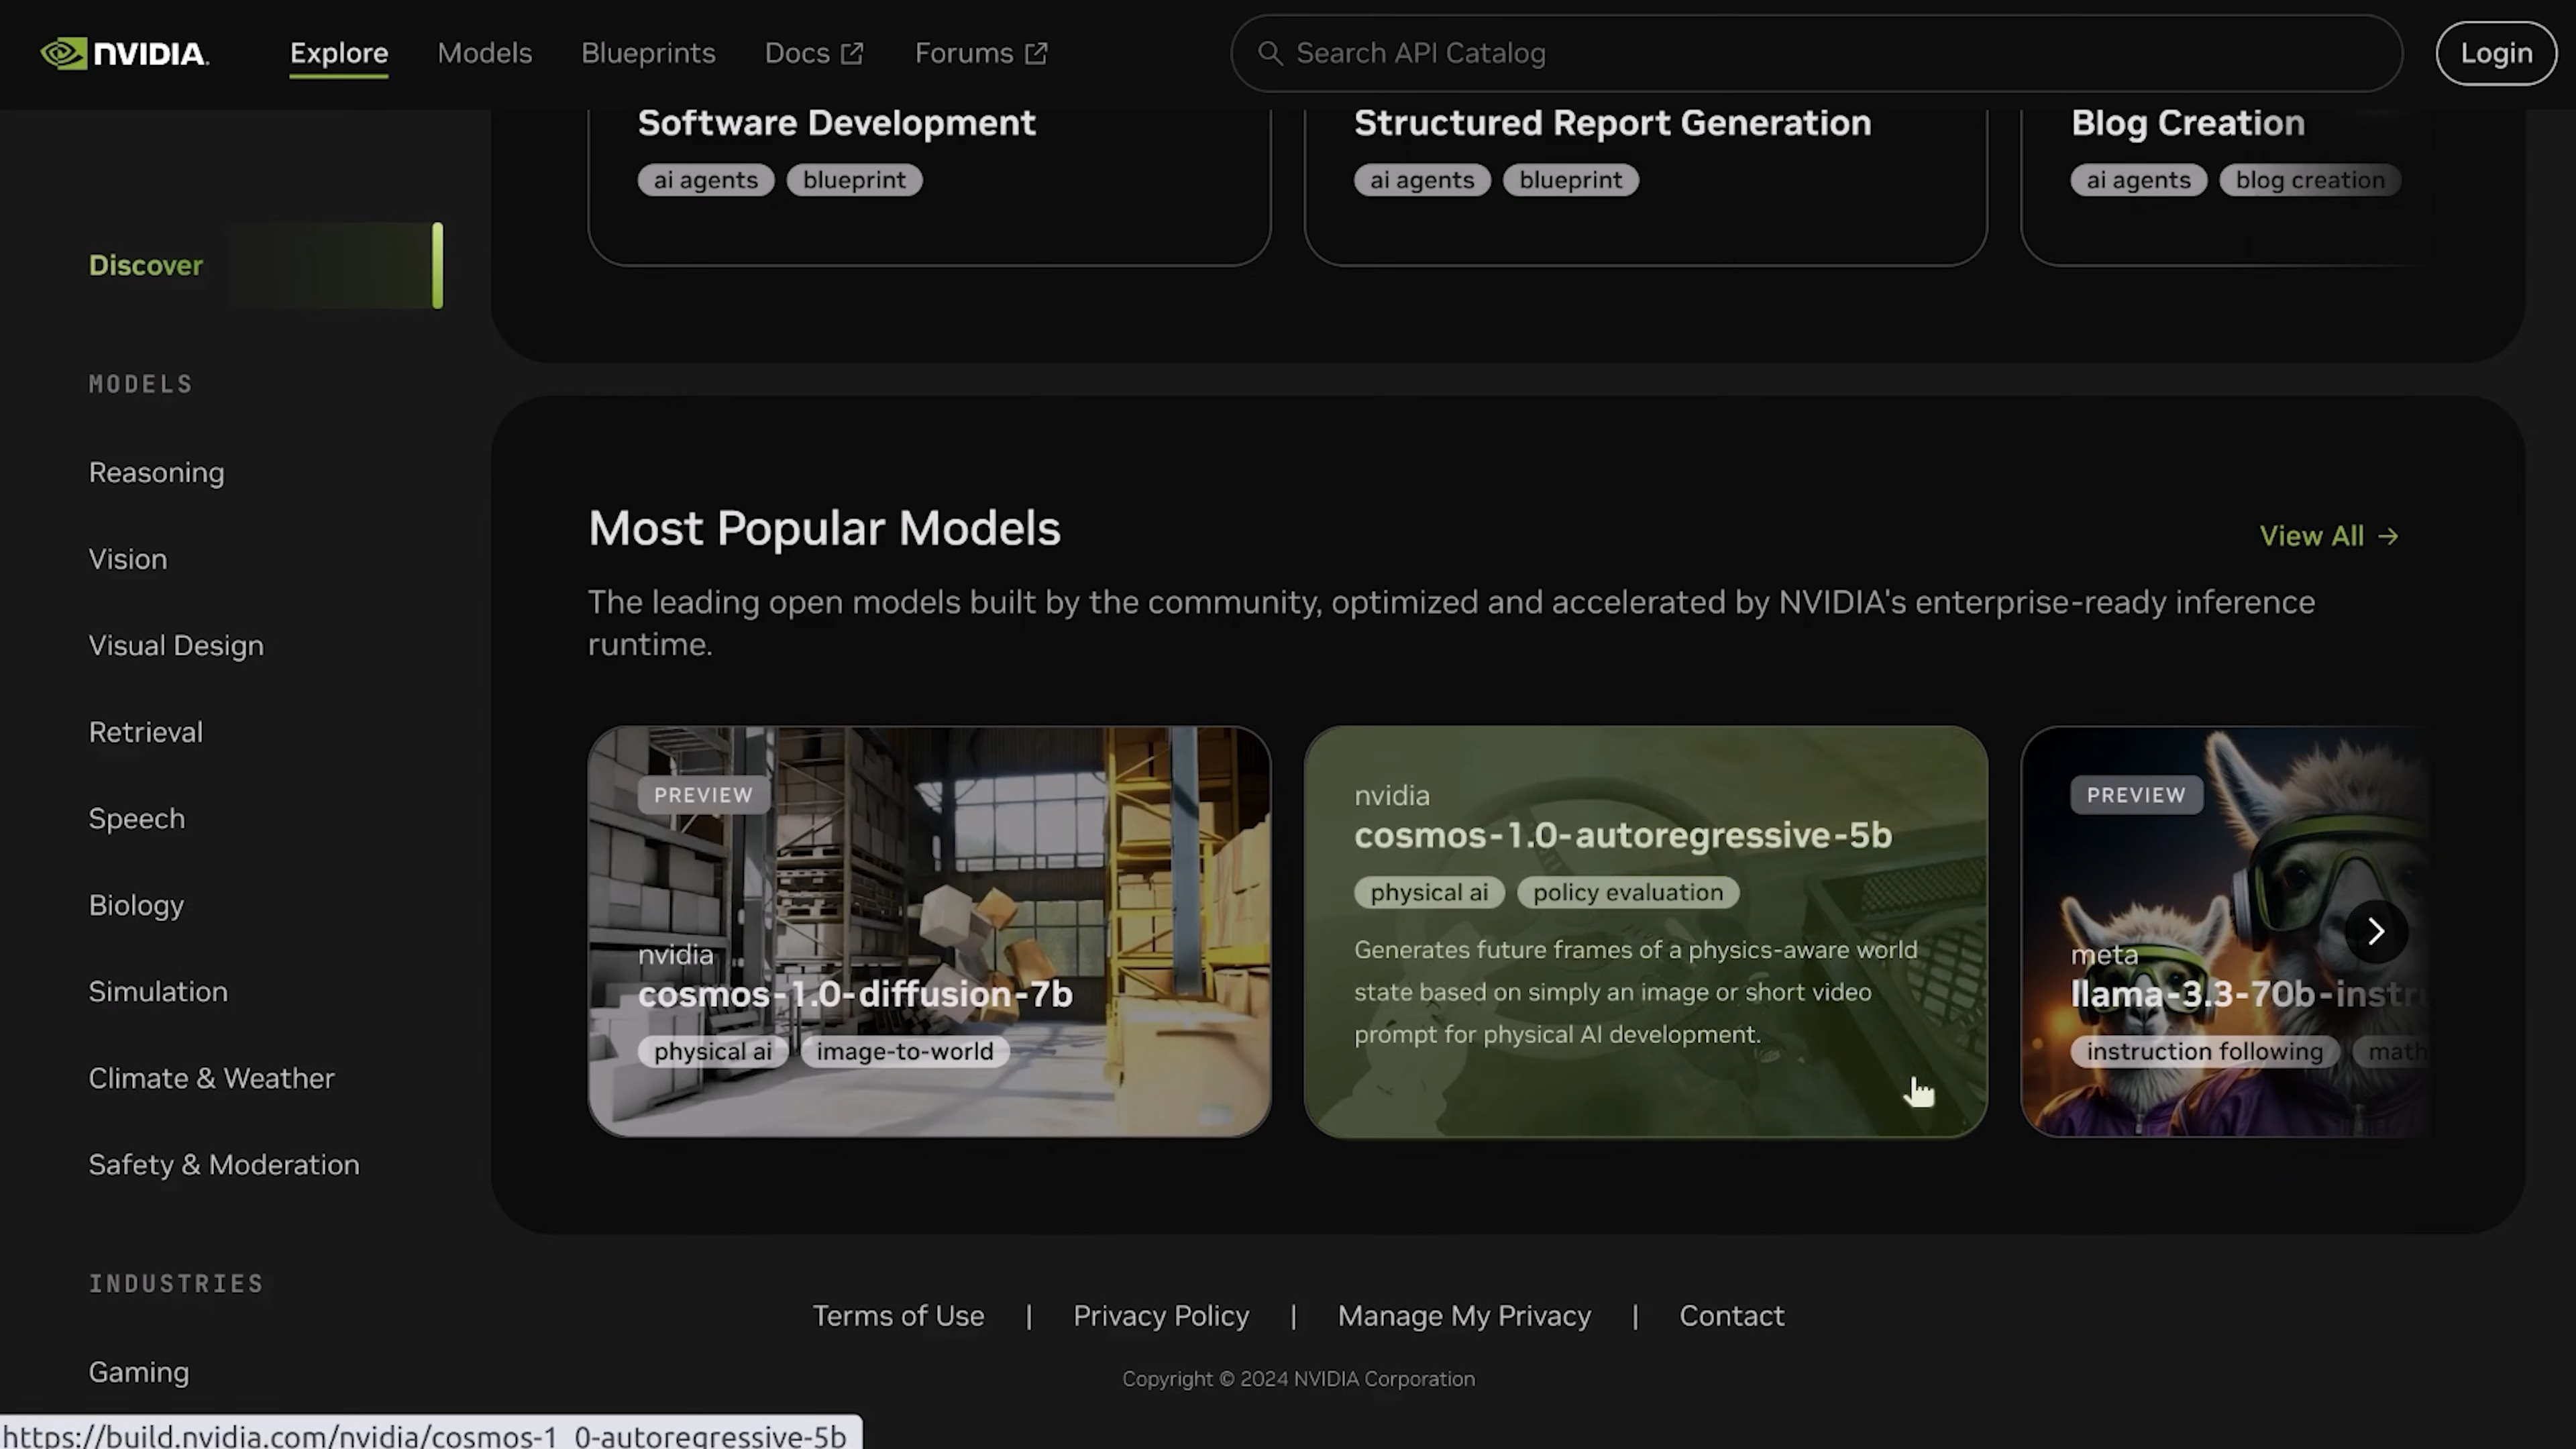 NVIDIA.
Explore
Models
Blueprints
Docs
Forums
Search API Catalog
Login
Software Development
ai agents
blueprint
Structured Report Generation
ai agents
blueprint
Blog Creation
ai agents
blog creation
Discover
MODELS
Reasoning
Vision
Visual Design
Retrieval
Speech
Biology
Simulation
Climate & Weather
Safety & Moderation
INDUSTRIES
Gaming
Most Popular Models
View All →
The leading open models built by the community, optimized and accelerated by NVIDIA's enterprise-ready inference
runtime.
PREVIEW
nvidia
cosmos-1.0-diffusion-7b
physical ai
image-to-world
nvidia
cosmos-1.0-autoregressive-5b
physical ai
policy evaluation
Generates future frames of a physics-aware world
state based on simply an image or short video
prompt for physical AI development.
PREVIEW
meta
llama-3.3-70b-instru
instruction following
math
Terms of Use | Privacy Policy | Manage My Privacy | Contact
Copyright © 2024 NVIDIA Corporation
https://build.nvidia.com/nvidia/cosmos-1_0-autoregressive-5b